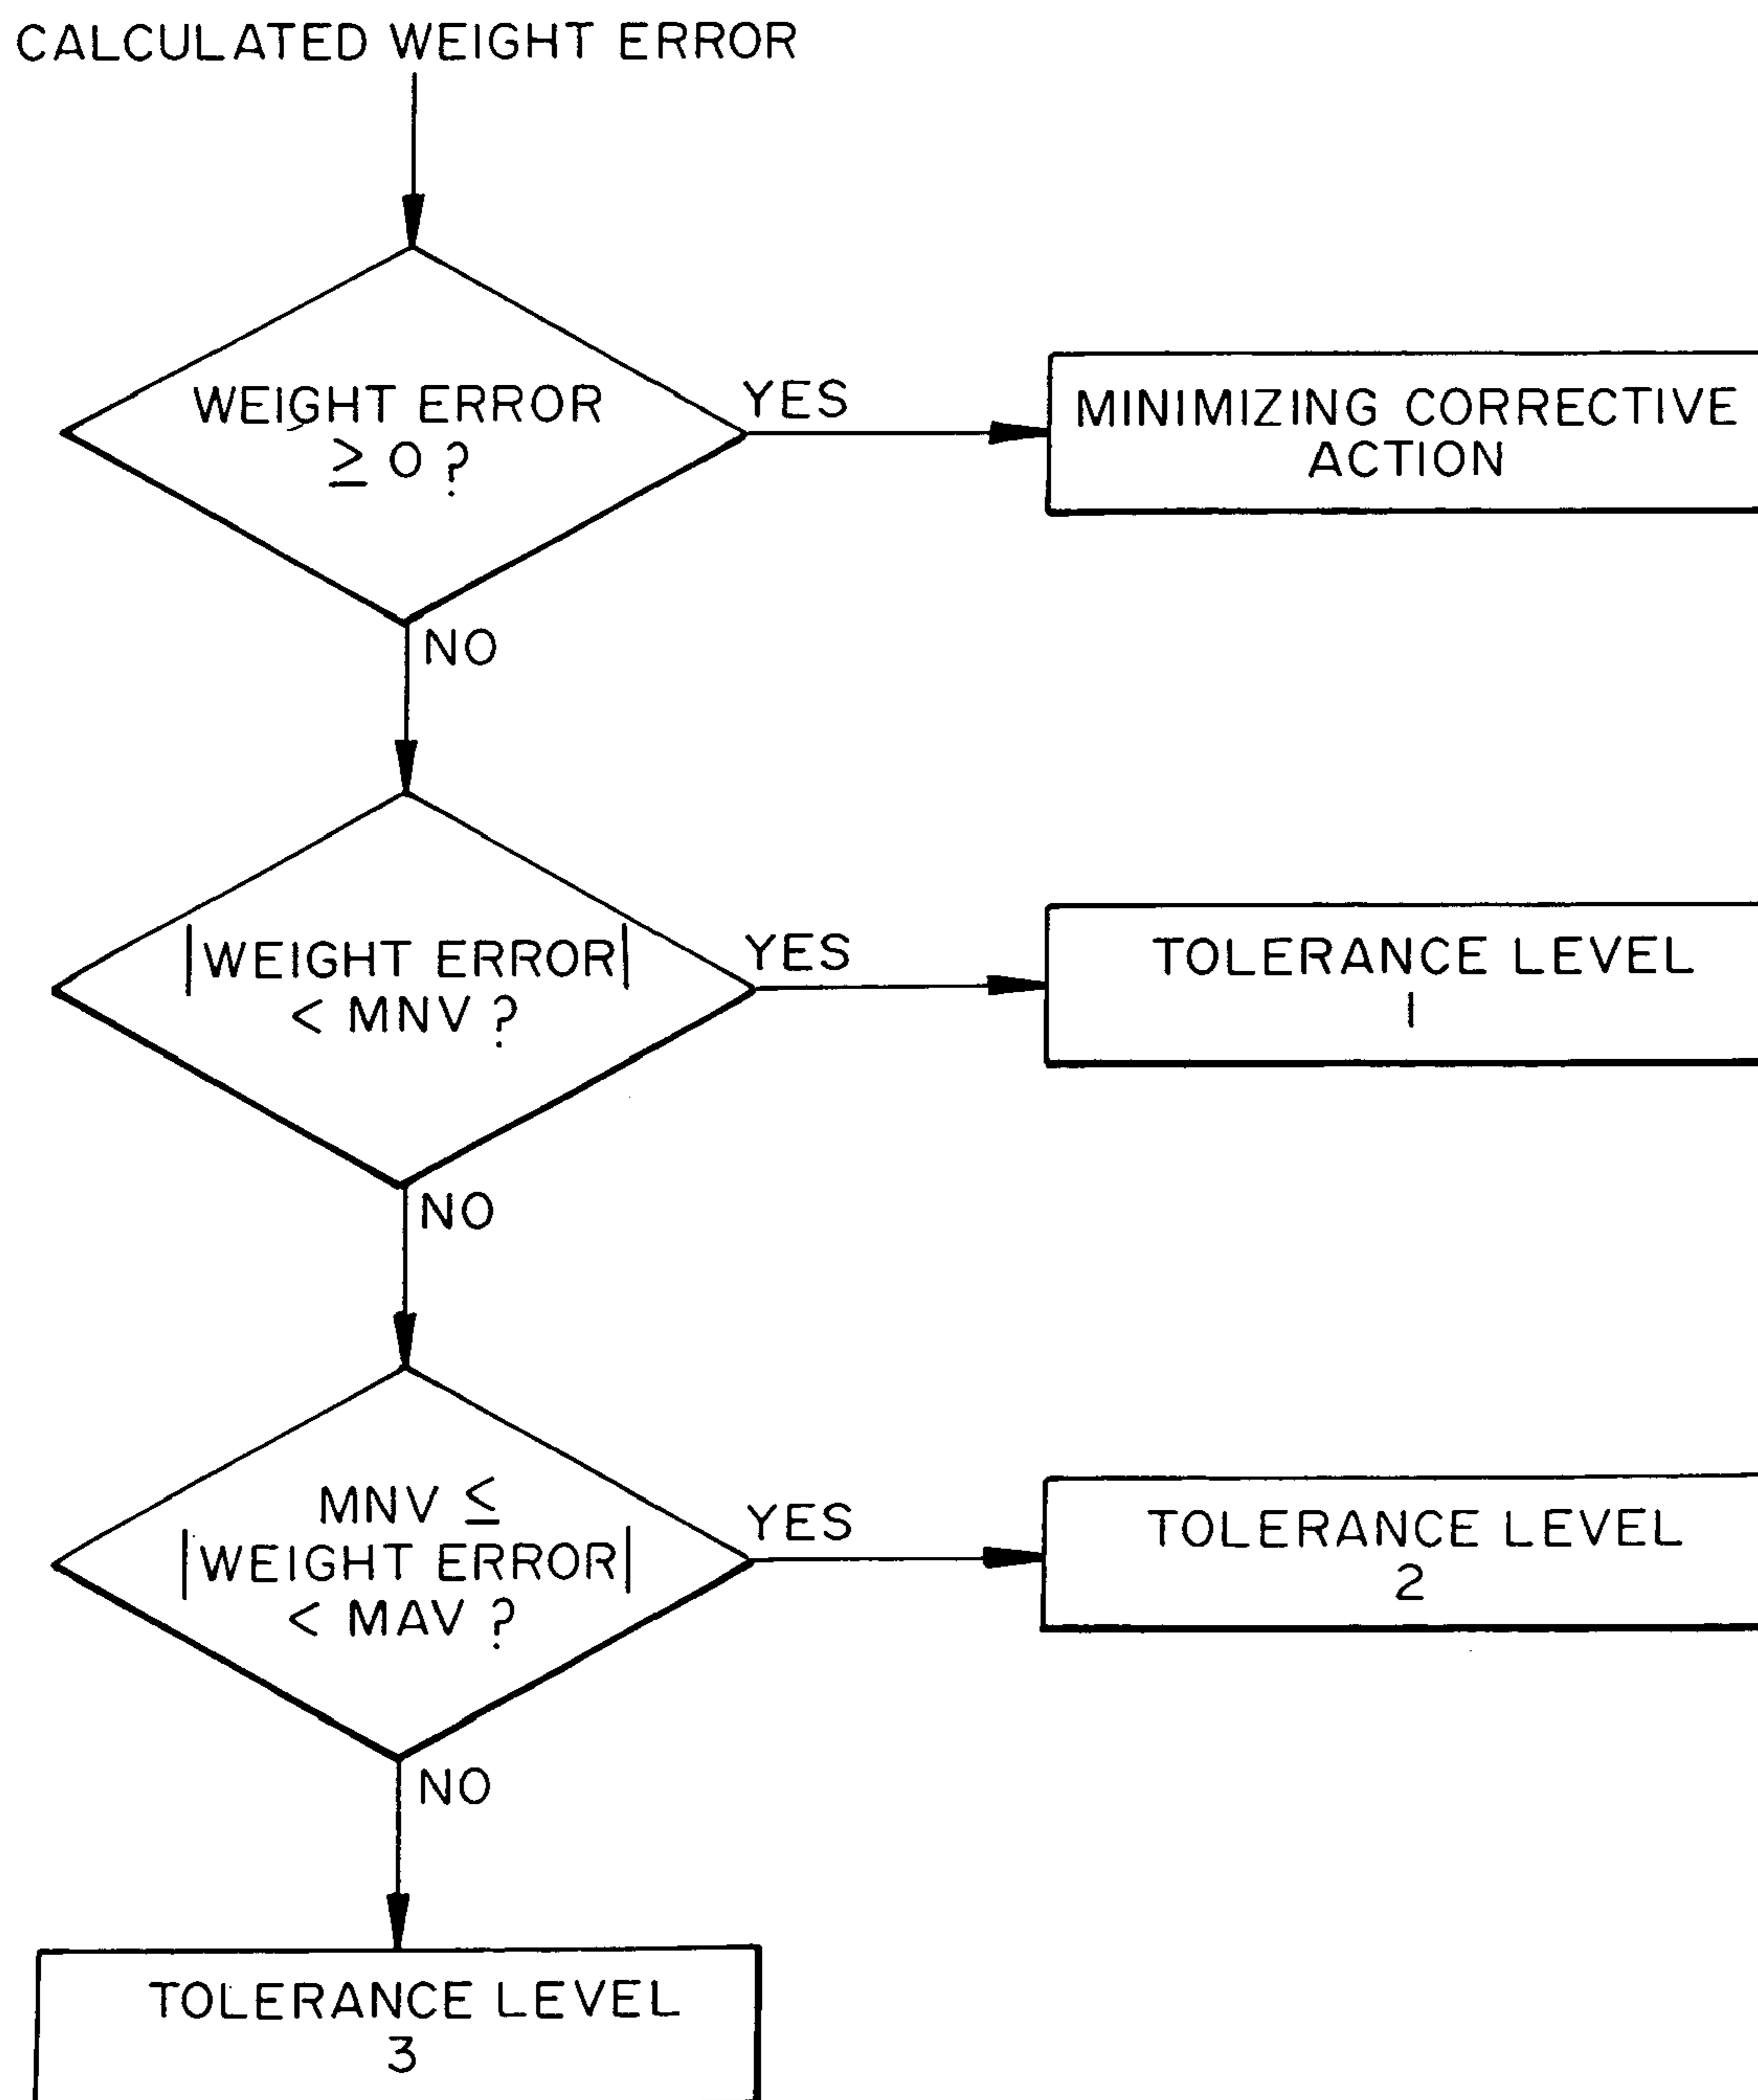 CALCULATED WEIGHT ERROR
WEIGHT ERROR
≥ 0 ?
YES
MINIMIZING CORRECTIVE
ACTION
NO
|WEIGHT ERROR|
< MNV ?
YES
TOLERANCE LEVEL
1
NO
MNV ≤
|WEIGHT ERROR|
< MAV ?
YES
TOLERANCE LEVEL
2
NO
TOLERANCE LEVEL
3